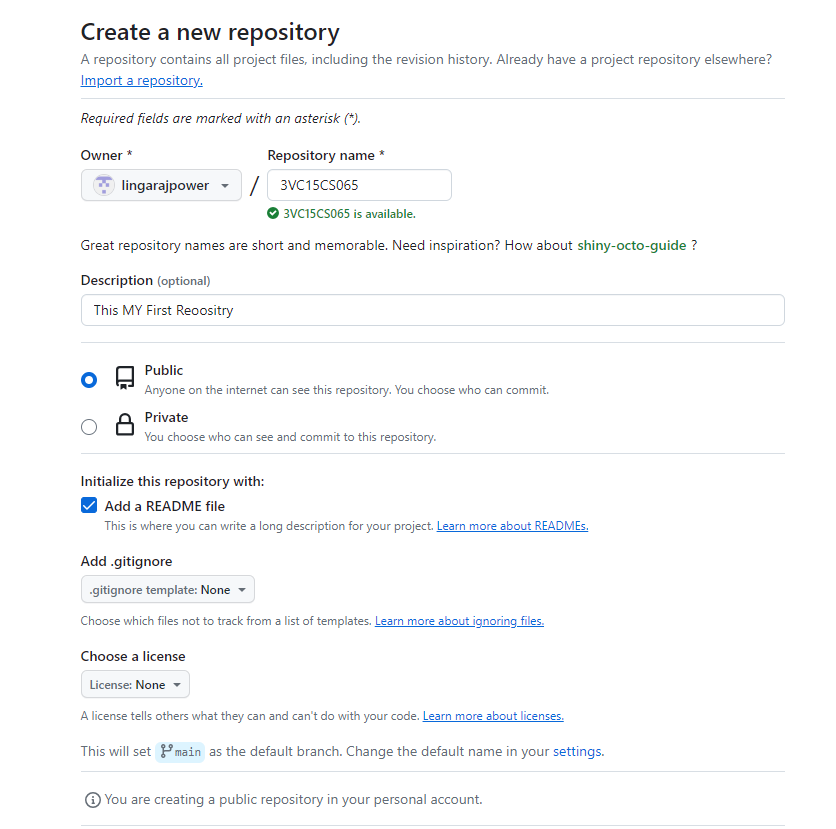 Create a new repository
A repository contains all project files, including the revision history. Already have a project repository elsewhere?
Import a repository.
Required fields are marked with an asterisk (*).
Owner * Repository name *
lingarajpower / 3VC15CS065
3VC15CS065 is available.
Great repository names are short and memorable. Need inspiration? How about shiny-octo-guide ?
Description (optional)
This MY First Reoositry
Public
Anyone on the internet can see this repository. You choose who can commit.
Private
You choose who can see and commit to this repository.
Initialize this repository with:
Add a README file
This is where you can write a long description for your project. Learn more about READMEs.
Add .gitignore
.gitignore template: None
Choose which files not to track from a list of templates. Learn more about ignoring files.
Choose a license
License: None
A license tells others what they can and can't do with your code. Learn more about licenses.
This will set main as the default branch. Change the default name in your settings.
You are creating a public repository in your personal account.